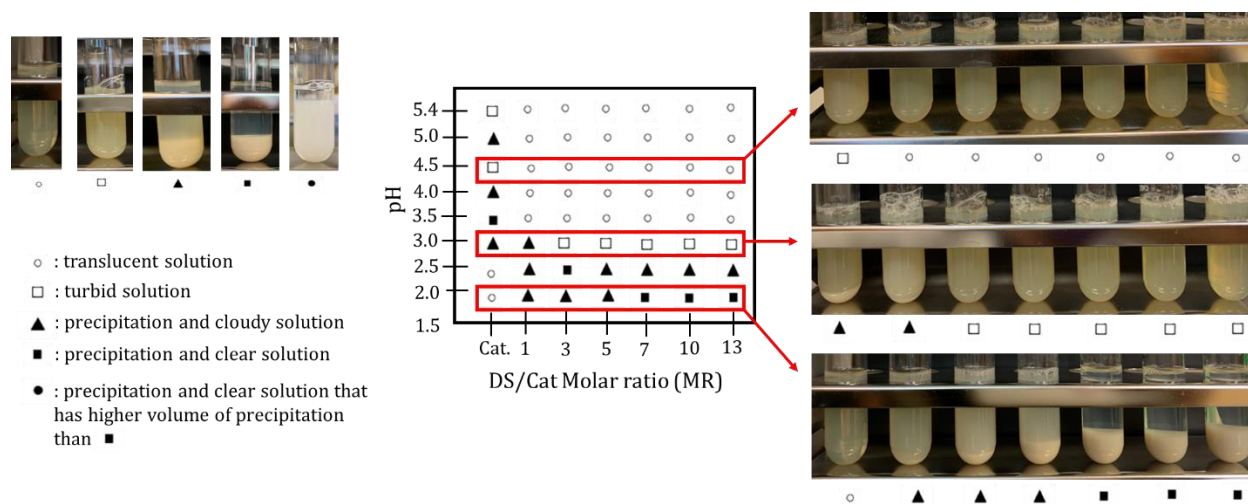 ○ : translucent solution
□ : turbid solution
▲ : precipitation and cloudy solution
■ : precipitation and clear solution
● : precipitation and clear solution that
has higher volume of precipitation
than ■
pH
5.4
5.0
4.5
4.0
3.5
3.0
2.5
2.0
1.5
Cat. 1 3 5 7 10 13
DS/Cat Molar ratio (MR)